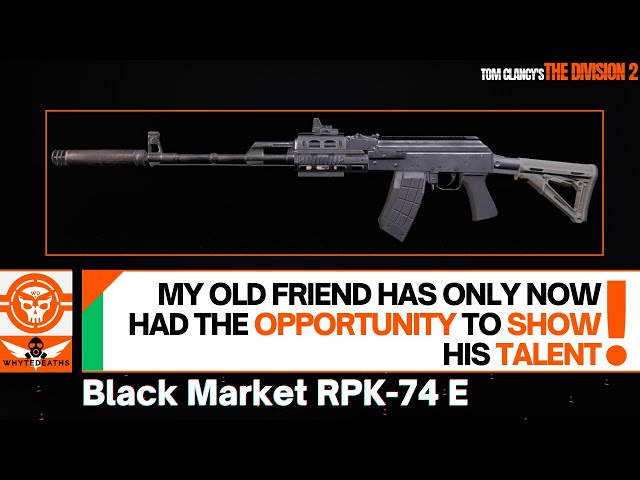 TOM CLANCY'S THE DIVISION 2
WD
WHYTEDEATHS
MY OLD FRIEND HAS ONLY NOW
HAD THE OPPORTUNITY TO SHOW
HIS TALENT!
Black Market RPK-74 E